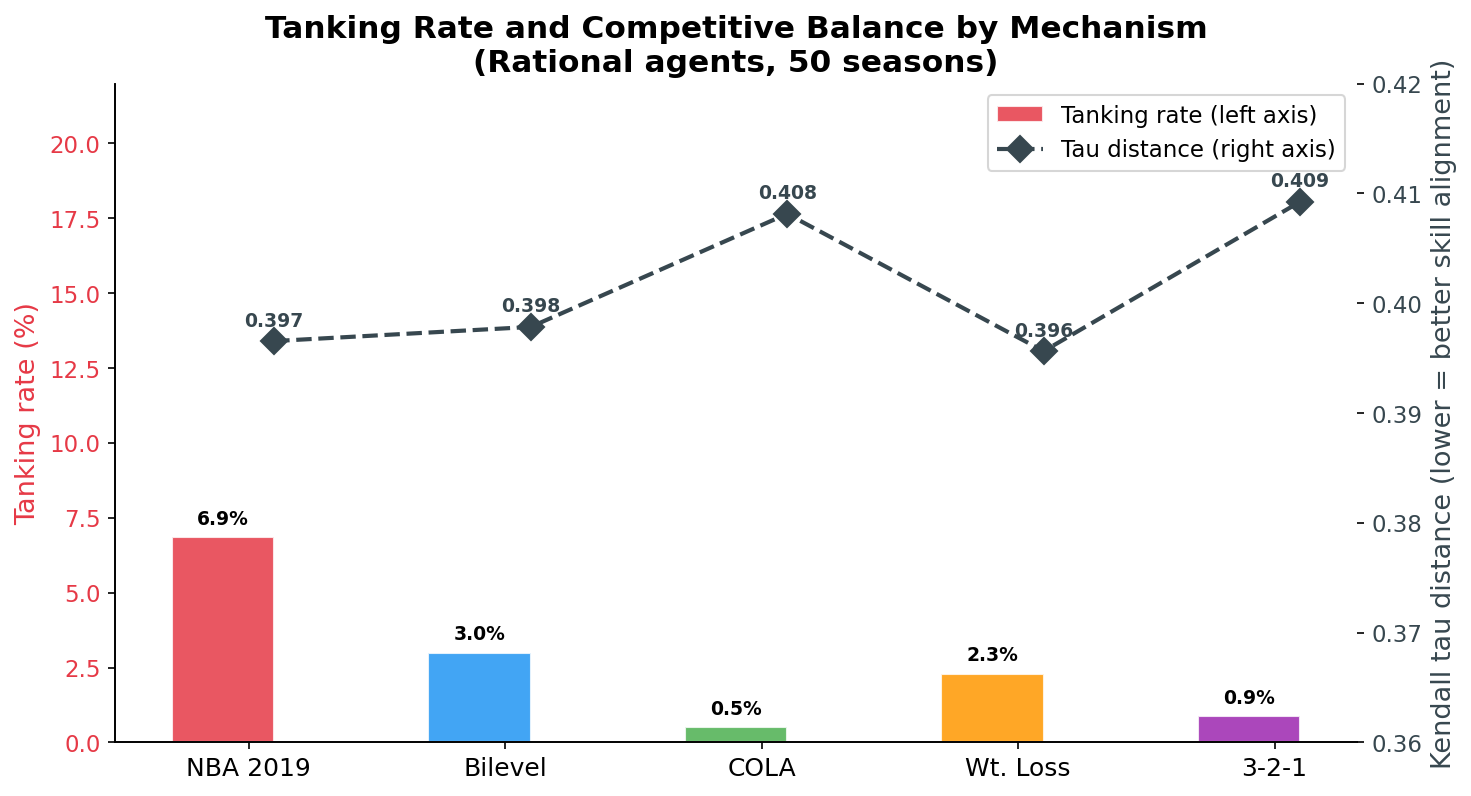 Tanking Rate and Competitive Balance by Mechanism
(Rational agents, 50 seasons)
Tanking rate (left axis)
Tau distance (right axis)
Tanking rate (%)
20.0
17.5
15.0
12.5
10.0
7.5
5.0
2.5
0.0
0.397
0.398
0.408
0.396
0.409
6.9%
3.0%
0.5%
2.3%
0.9%
NBA 2019
Bilevel
COLA
Wt. Loss
3-2-1
0.42
0.41
0.40
0.39
0.38
0.37
0.36
Kendall tau distance (lower = better skill alignment)